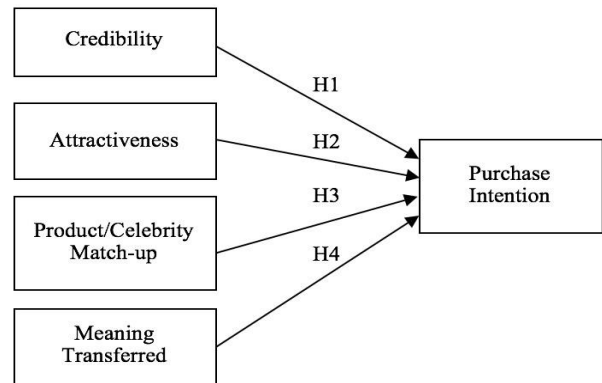 Credibility
H1
Attractiveness
H2
Purchase
Intention
H3
Product/Celebrity
Match-up
H4
Meaning
Transferred